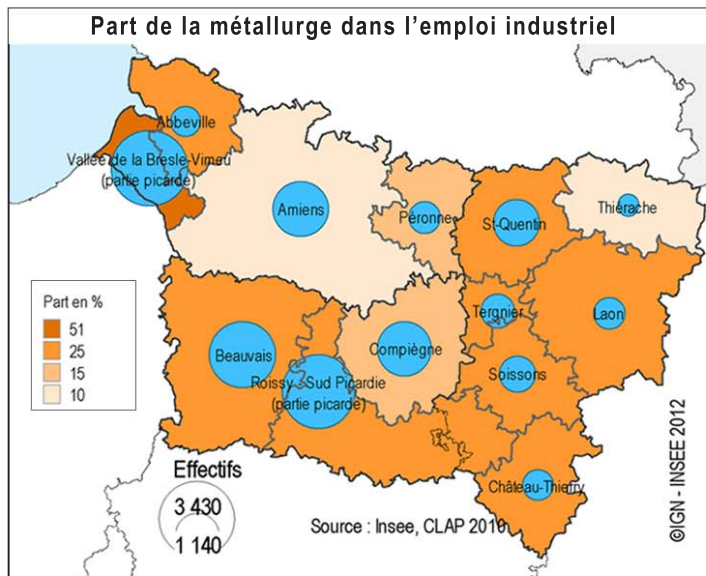 Part de la métallurge dans l'emploi industriel
Abbeville
Vallée de la Bresle-Vimeu
(partie picarde)
Amiens
Péronne
St-Quentin
Thiérache
Part en %
51
25
15
10
Tergnier
Laon
Beauvais
Compiègne
Roissy - Sud Picardie
(partie picarde)
Soissons
Château-Thierry
Effectifs
3 430
1 140
Source : Insee, CLAP 2010
©IGN - INSEE 2012